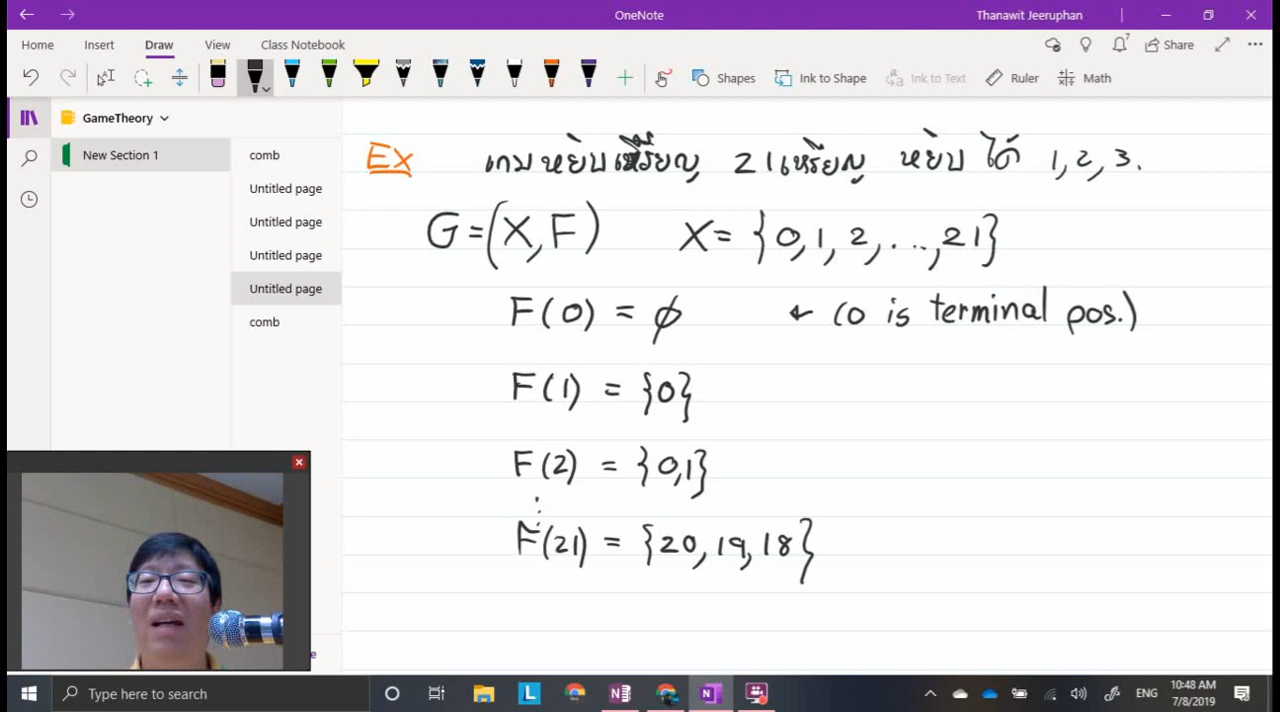 OneNote
Thanawit Jeeruphan
Home Insert Draw View Class Notebook
Share
Shapes Ink to Shape Ink to Text Ruler Math
GameTheory
New Section 1
comb
Untitled page
Untitled page
Untitled page
Untitled page
comb
Ex เกมหยิบเหรียญ 21เหรียญ หยิบได้ 1, 2, 3.
G=(X,F) X= {0,1,2,...,21}
F(0) = ϕ ← (0 is terminal pos.)
F(1) = {0}
F(2) = {0,1}
⋮
F(21) = {20,19,18}
Type here to search
ENG
10:48 AM
7/8/2019